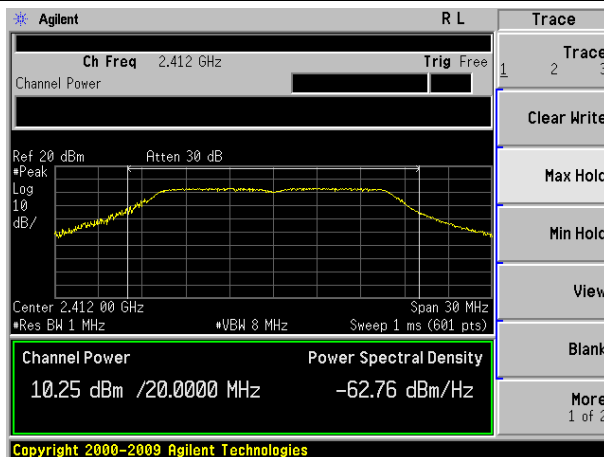 Agilent R L Trace
Ch Freq 2.412 GHz Trig Free
Channel Power
Trace
1 2 3
Clear Write
Max Hold
Min Hold
View
Blank
More
1 of 2
Ref 20 dBm Atten 30 dB
#Peak
Log
10
dB/
Center 2.412 00 GHz Span 30 MHz
#Res BW 1 MHz #VBW 8 MHz Sweep 1 ms (601 pts)
Channel Power Power Spectral Density
10.25 dBm /20.0000 MHz -62.76 dBm/Hz
Copyright 2000-2009 Agilent Technologies